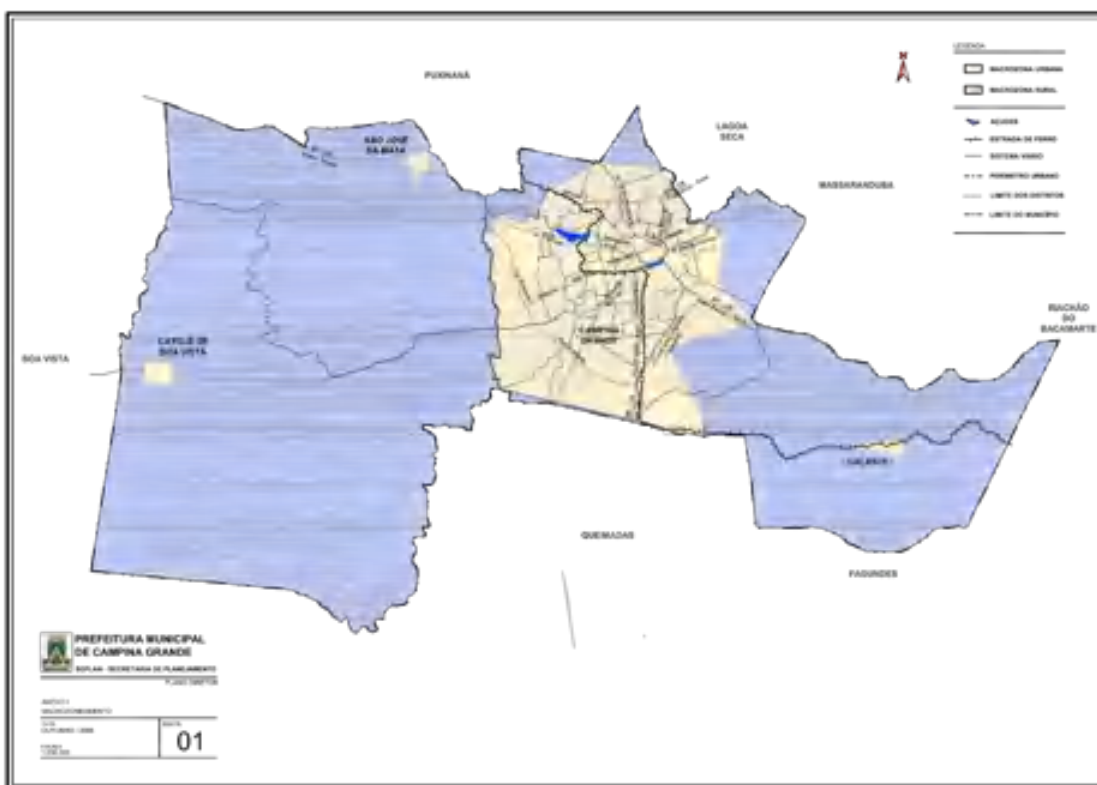 PUXINANÃ
LAGOA
SECA
MASSARANDUBA
SÃO JOSÉ
DA MATA
RIACHÃO
DO
BACAMARTE
BOA VISTA
CATOLÉ DE
BOA VISTA
CAMPINA
GRANDE
GALANTE
QUEIMADAS
FAGUNDES
LEGENDA
MACROZONA URBANA
MACROZONA RURAL
AÇUDES
ESTRADA DE FERRO
SISTEMA VIÁRIO
PERÍMETRO URBANO
LIMITE DOS DISTRITOS
LIMITE DO MUNICÍPIO
PREFEITURA MUNICIPAL
DE CAMPINA GRANDE
SEPLAN - SECRETARIA DE PLANEJAMENTO
PLANO DIRETOR
ANEXO I
MACROZONEAMENTO
01